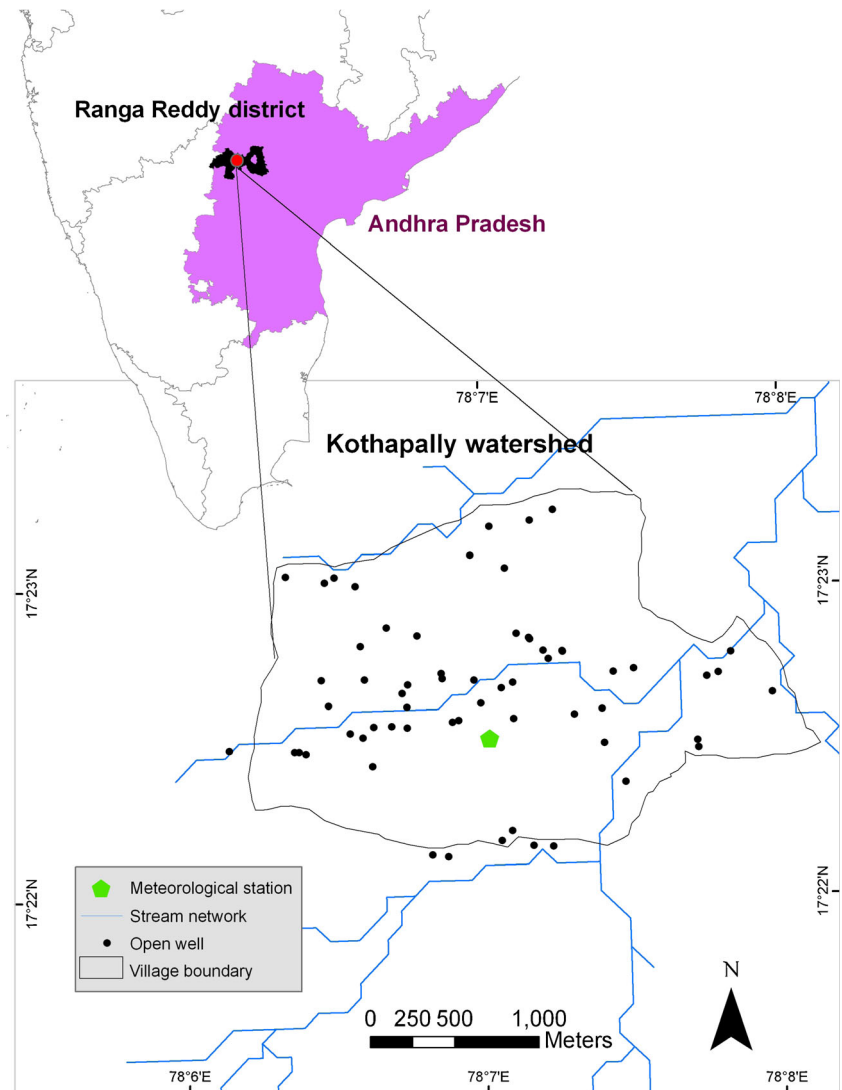 Ranga Reddy district
Andhra Pradesh
78°7'E
78°8'E
Kothapally watershed
17°23'N
17°23'N
17°22'N
17°22'N
Meteorological station
Stream network
Open well
Village boundary
N
0 250 500 1,000
Meters
78°6'E
78°7'E
78°8'E